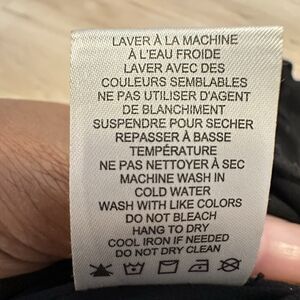 LAVER À LA MACHINE
À L'EAU FROIDE
LAVER AVEC DES
COULEURS SEMBLABLES
NE PAS UTILISER D'AGENT
DE BLANCHIMENT
SUSPENDRE POUR SECHER
REPASSER À BASSE
TEMPÉRATURE
NE PAS NETTOYER À SEC
MACHINE WASH IN
COLD WATER
WASH WITH LIKE COLORS
DO NOT BLEACH
HANG TO DRY
COOL IRON IF NEEDED
DO NOT DRY CLEAN